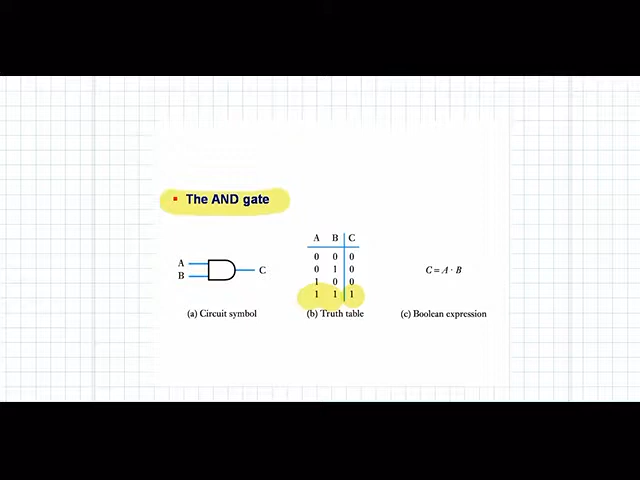 The AND gate
A B C
A
B
C
0 0 0
0 1 0
1 0 0
1 1 1
C = A · B
(a) Circuit symbol
(b) Truth table
(c) Boolean expression